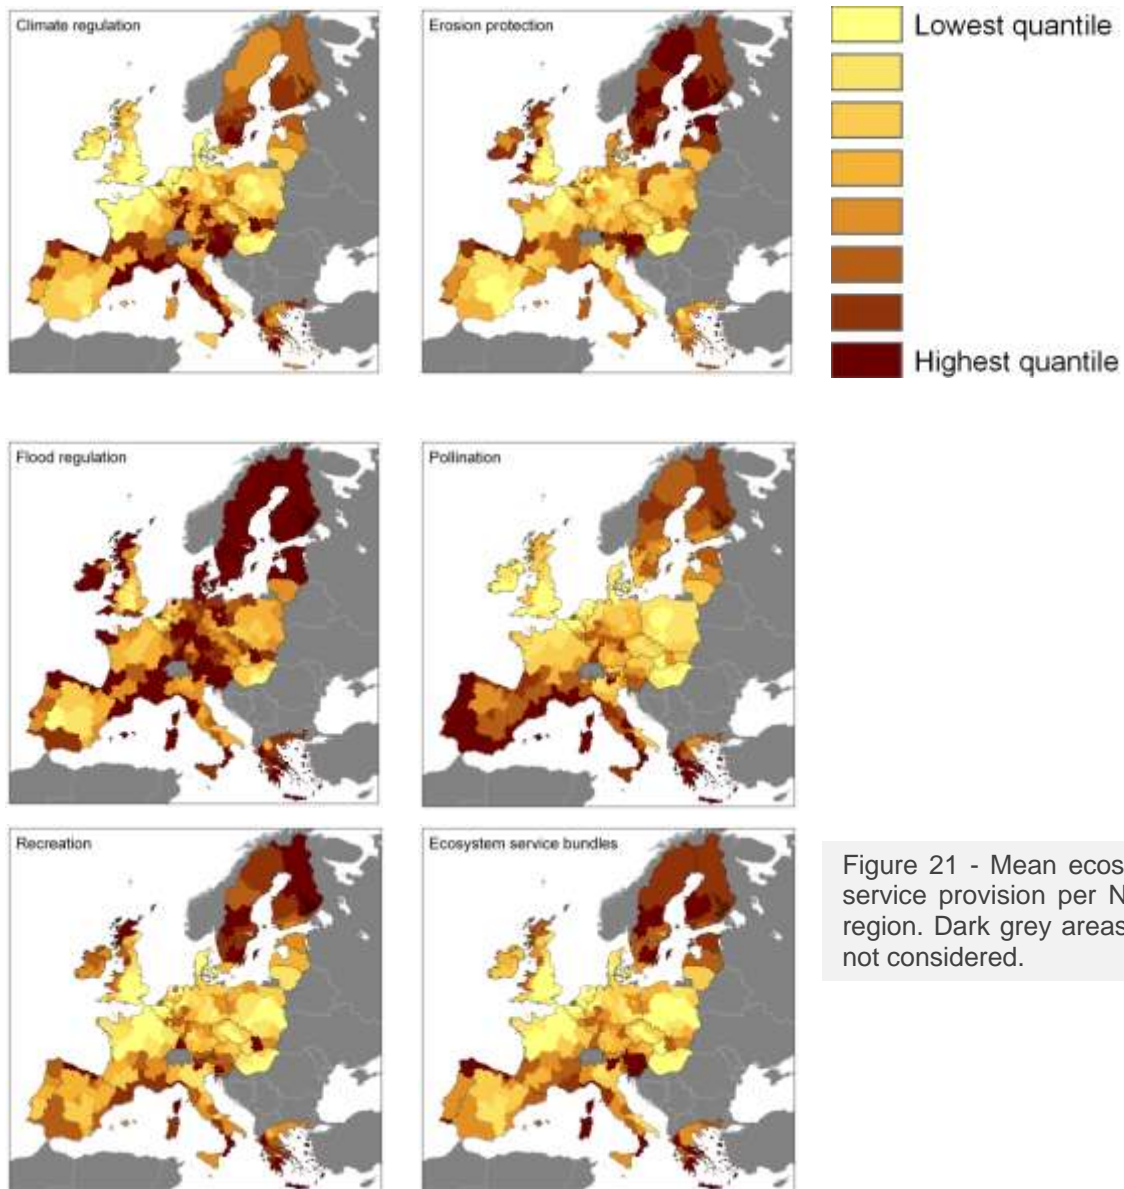 Climate regulation
Erosion protection
Lowest quantile
Highest quantile
Flood regulation
Pollination
Recreation
Ecosystem service bundles
Figure 21 - Mean ecos
service provision per N
region. Dark grey areas
not considered.